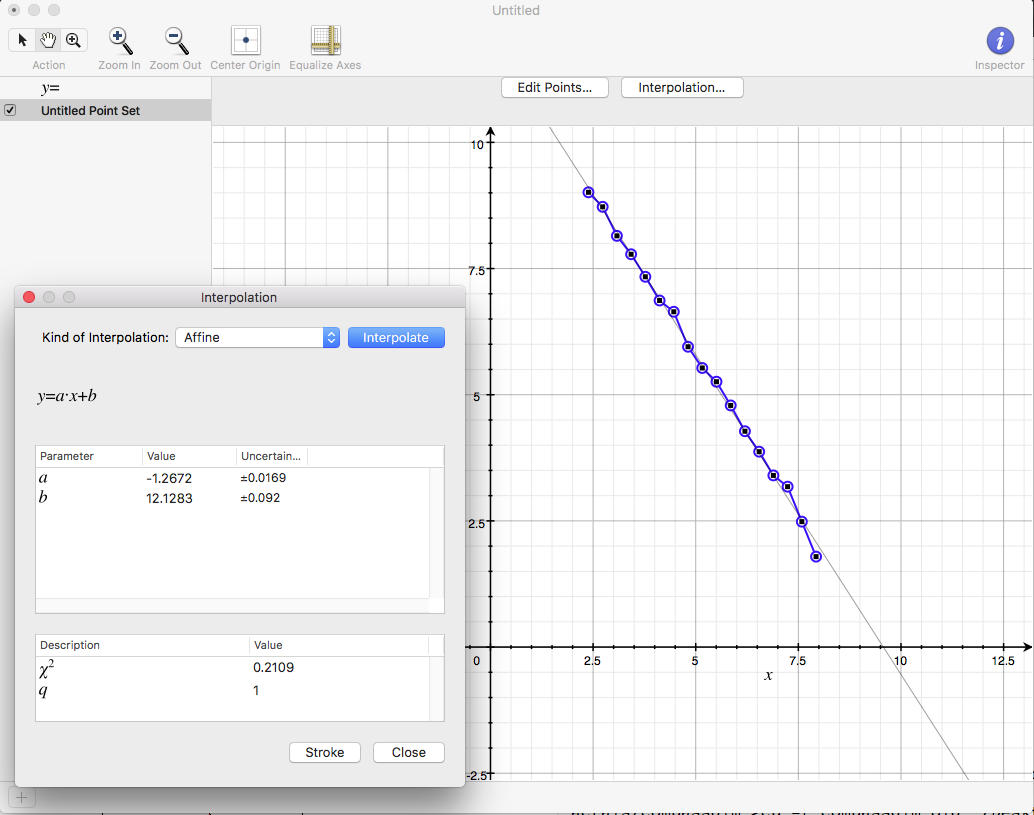 Untitled
Action
Zoom In
Zoom Out
Center Origin
Equalize Axes
Inspector
y=
Untitled Point Set
Edit Points...
Interpolation...
10
7.5
5
2.5
0
2.5
5
7.5
10
12.5
x
-2.5
Interpolation
Kind of Interpolation: Affine Interpolate
y=a·x+b
Parameter Value Uncertain...
a -1.2672 ±0.0169
b 12.1283 ±0.092
Description Value
χ² 0.2109
q 1
Stroke Close